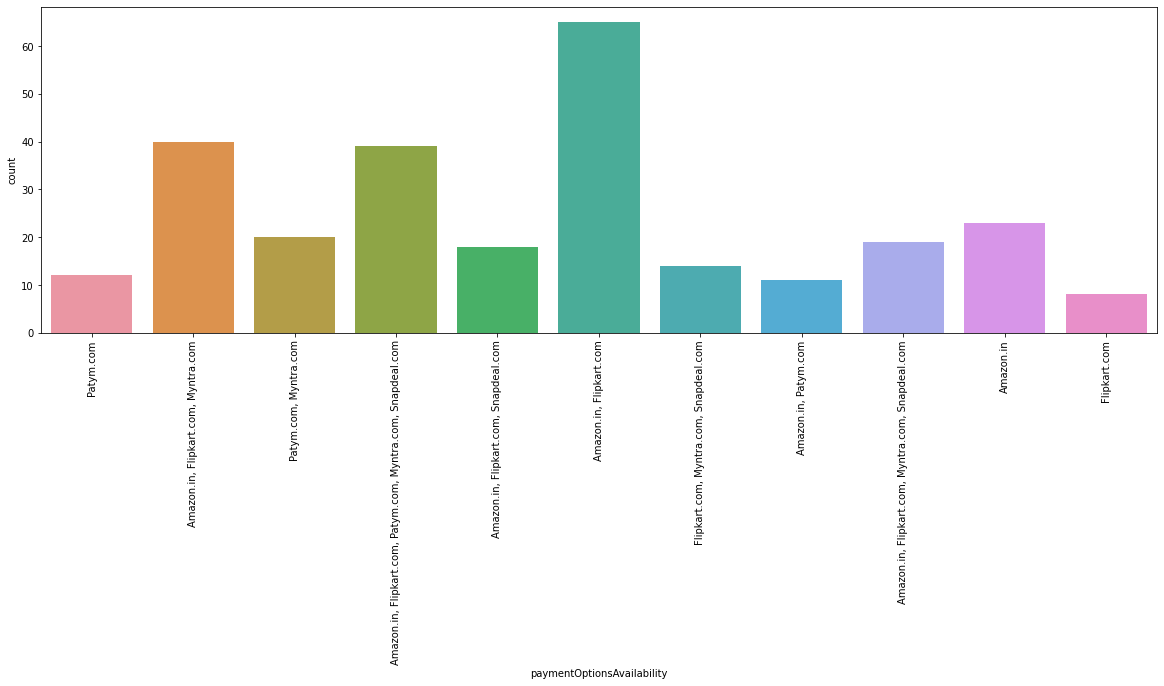 60
50
40
30
20
10
0
count
Patym.com
Amazon.in, Flipkart.com, Myntra.com
Patym.com, Myntra.com
Amazon.in, Flipkart.com, Patym.com, Myntra.com, Snapdeal.com
Amazon.in, Flipkart.com, Snapdeal.com
Amazon.in, Flipkart.com
Flipkart.com, Myntra.com, Snapdeal.com
Amazon.in, Patym.com
Amazon.in, Flipkart.com, Myntra.com, Snapdeal.com
Amazon.in
Flipkart.com
paymentOptionsAvailability